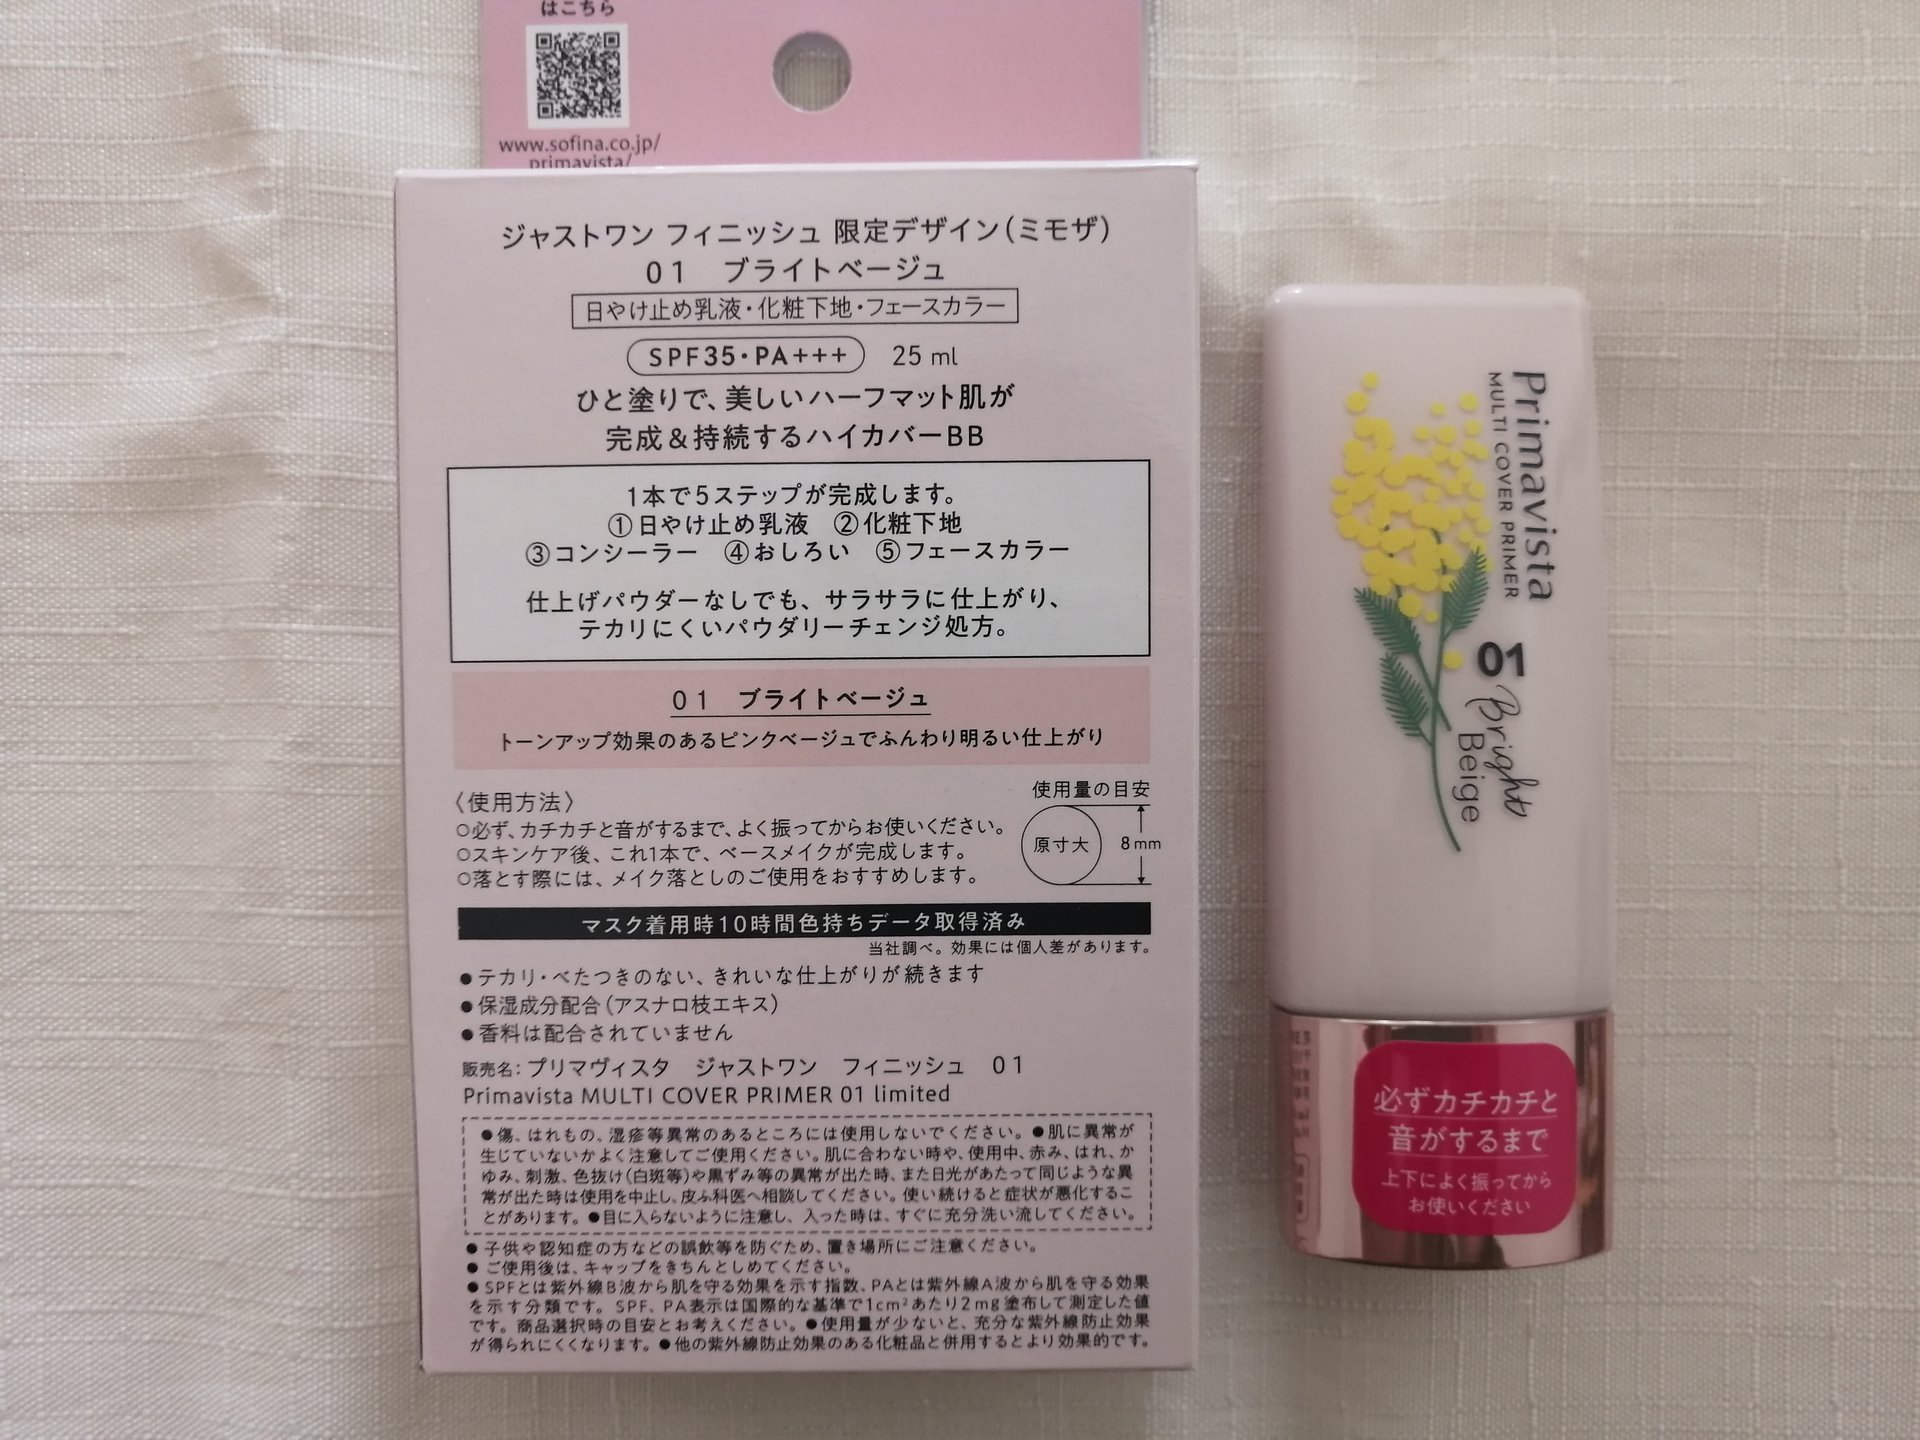 はこちら
www.sofina.co.jp/
primavista/
ジャストワン フィニッシュ 限定デザイン(ミモザ)
01 ブライトベージュ
日やけ止め乳液・化粧下地・フェースカラー
SPF35・PA+++ 25 ml
ひと塗りで、美しいハーフマット肌が
完成&持続するハイカバーBB
1本で5ステップが完成します。
①日やけ止め乳液 ②化粧下地
③コンシーラー ④おしろい ⑤フェースカラー
仕上げパウダーなしでも、サラサラに仕上がり、
テカリにくいパウダリーチェンジ処方。
01 ブライトベージュ
トーンアップ効果のあるピンクベージュでふんわり明るい仕上がり
〈使用方法〉
○必ず、カチカチと音がするまで、よく振ってからお使いください。
○スキンケア後、これ1本で、ベースメイクが完成します。
○落とす際には、メイク落としのご使用をおすすめします。
使用量の目安
原寸大
8mm
マスク着用時10時間色持ちデータ取得済み
当社調べ。効果には個人差があります。
●テカリ・べたつきのない、きれいな仕上がりが続きます
●保湿成分配合(アスナロ枝エキス)
●香料は配合されていません
販売名:プリマヴィスタ ジャストワン フィニッシュ 01
Primavista MULTI COVER PRIMER 01 limited
●傷、はれもの、湿疹等異常のあるところには使用しないでください。●肌に異常が
生じていないかよく注意してご使用ください。肌に合わない時や、使用中、赤み、はれ、か
ゆみ、刺激、色抜け(白斑等)や黒ずみ等の異常が出た時、また日光があたって同じような異
常が出た時は使用を中止し、皮ふ科医へ相談してください。使い続けると症状が悪化するこ
とがあります。●目に入らないように注意し、入った時は、すぐに充分洗い流してください。
●子供や認知症の方などの誤飲等を防ぐため、置き場所にご注意ください。
●ご使用後は、キャップをきちんとしめてください。
●SPFとは紫外線B波から肌を守る効果を示す指数、PAとは紫外線A波から肌を守る効果
を示す分類です。SPF、PA表示は国際的な基準で1cm²あたり2mg塗布して測定した値
です。商品選択時の目安とお考えください。●使用量が少ないと、充分な紫外線防止効果
が得られにくくなります。●他の紫外線防止効果のある化粧品と併用するとより効果的です。
Primavista
MULTI COVER PRIMER
01
Bright
Beige
必ずカチカチと
音がするまで
上下によく振ってから
お使いください